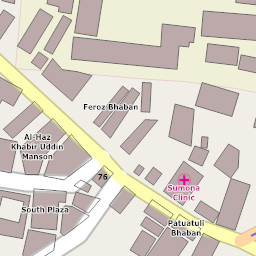 Feroz Bhaban
Al-Haz
Khabir Uddin
Manson
76
Sumona
Clinic
South Plaza
Patuatuli
Bhaban